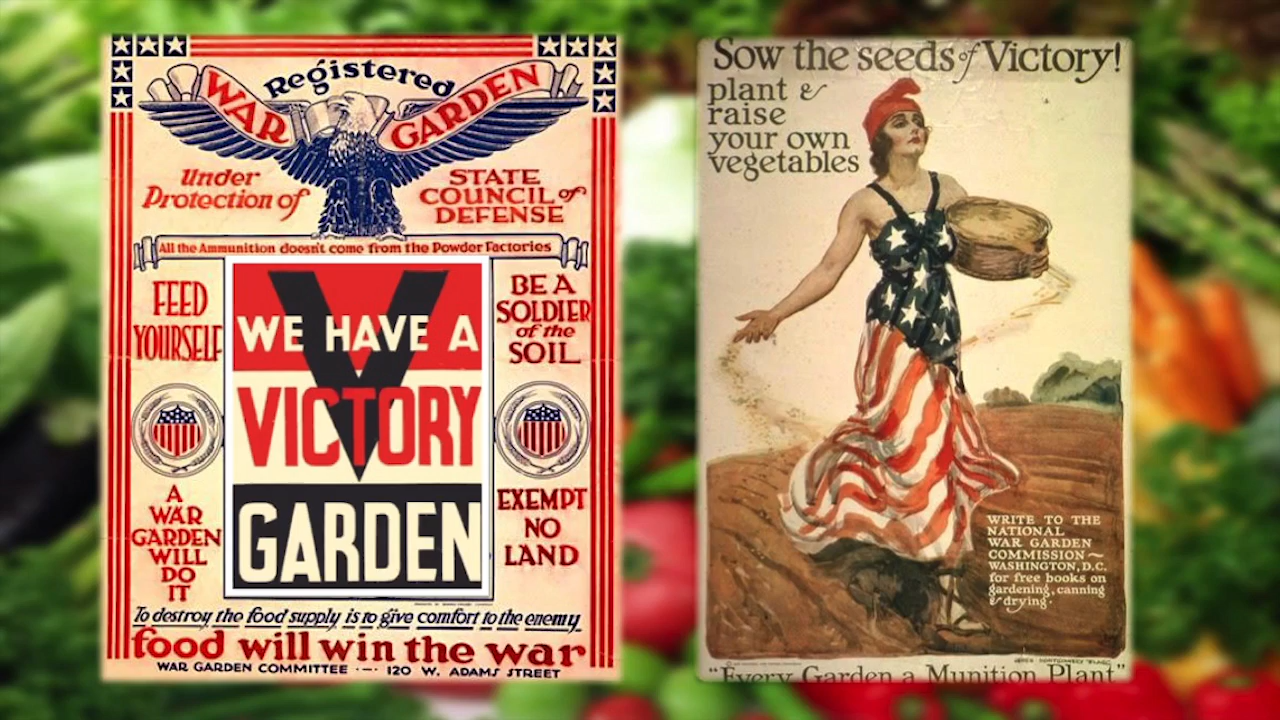 Registered
WAR GARDEN
Under
Protection of
STATE
COUNCIL of
DEFENSE
All the Ammunition doesn't come from the Powder Factories
FEED
YOURSELF
WE HAVE A
VICTORY
GARDEN
V
BE A
SOLDIER
of the
SOIL
A
WAR
GARDEN
WILL
DO
IT
EXEMPT
NO
LAND
To destroy the food supply is to give comfort to the enemy
food will win the war
WAR GARDEN COMMITTEE -·- 120 W. ADAMS STREET
Sow the seeds of Victory!
plant &
raise
your own
vegetables
WRITE TO THE
NATIONAL
WAR GARDEN
COMMISSION ~
WASHINGTON, D.C.
for free books on
gardening, canning
& drying.
"Every Garden a Munition Plant"